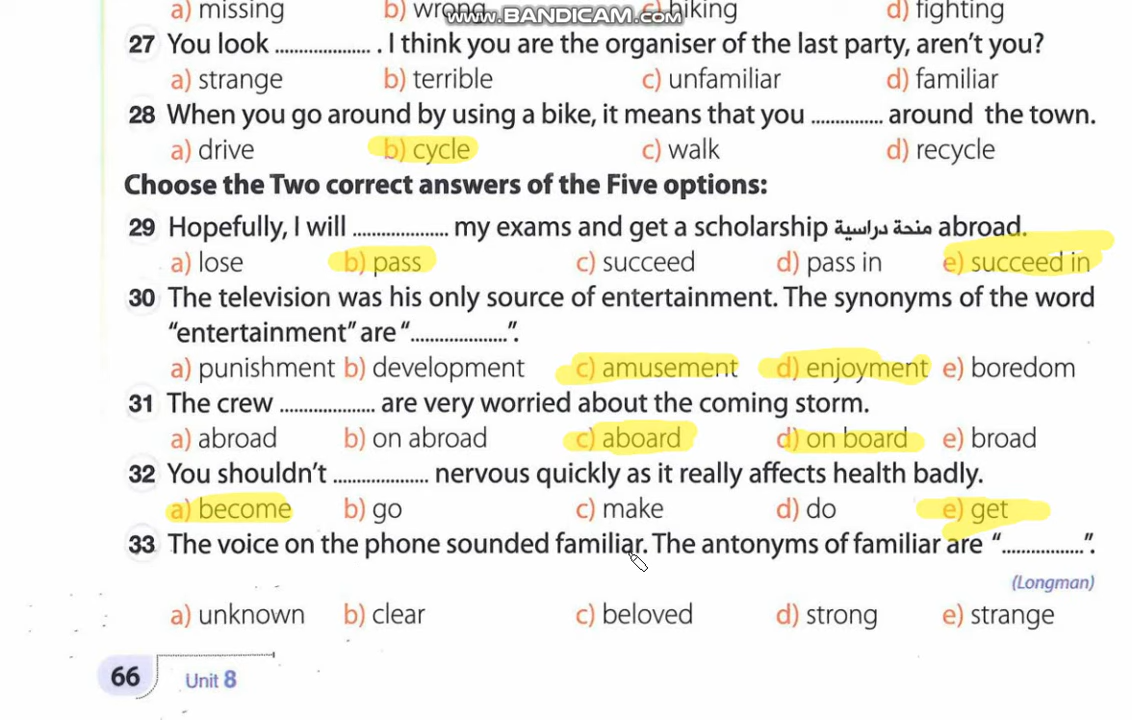 a) missing b) wrong c) hiking d) fighting
www.BANDICAM.com
27 You look .................... . I think you are the organiser of the last party, aren't you?
a) strange b) terrible c) unfamiliar d) familiar
28 When you go around by using a bike, it means that you ............... around the town.
a) drive b) cycle c) walk d) recycle
Choose the Two correct answers of the Five options:
29 Hopefully, I will .................... my exams and get a scholarship منحة دراسية abroad.
a) lose b) pass c) succeed d) pass in e) succeed in
30 The television was his only source of entertainment. The synonyms of the word
"entertainment" are "....................".
a) punishment b) development c) amusement d) enjoyment e) boredom
31 The crew .................... are very worried about the coming storm.
a) abroad b) on abroad c) aboard d) on board e) broad
32 You shouldn't .................... nervous quickly as it really affects health badly.
a) become b) go c) make d) do e) get
33 The voice on the phone sounded familiar. The antonyms of familiar are ".................".
(Longman)
a) unknown b) clear c) beloved d) strong e) strange
66 Unit 8